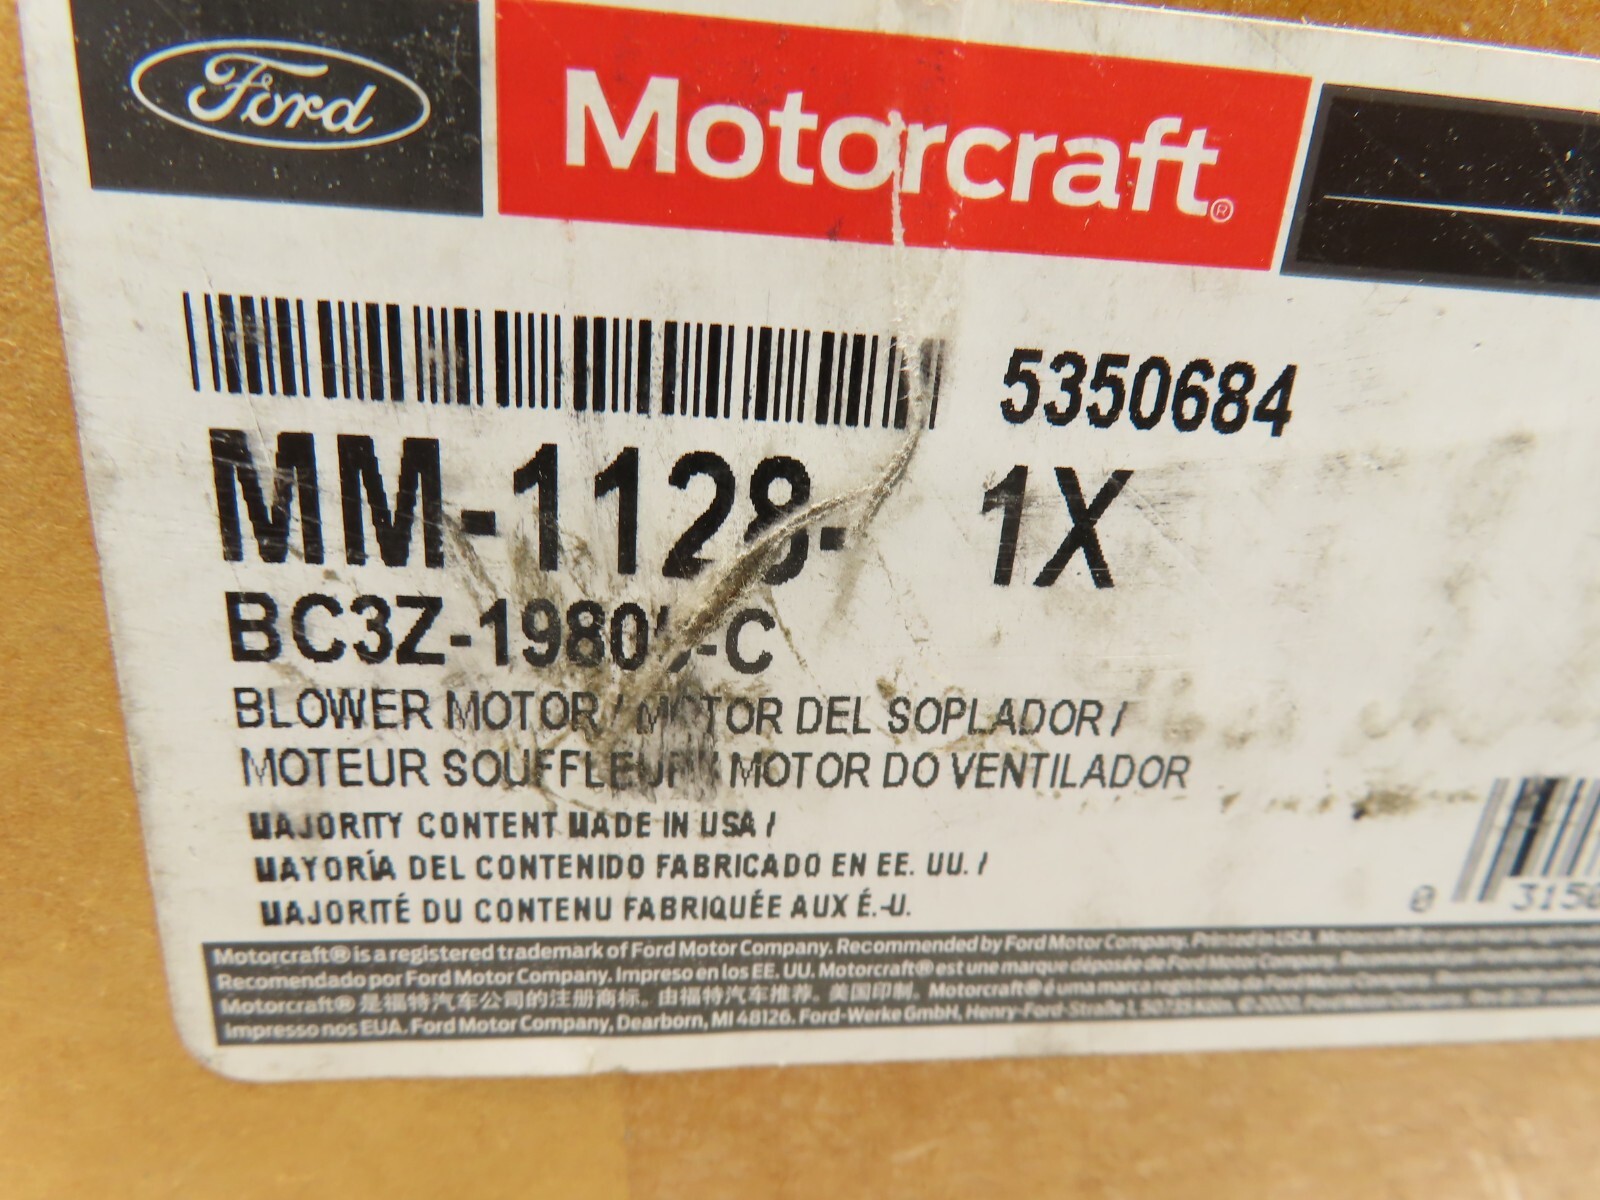 Ford Motorcraft®
5350684
MM-1128- 1X
BLOWER MOTOR / MOTOR DEL SOPLADOR /
MOTEUR SOUFFLEUR / MOTOR DO VENTILADOR
MAJORITY CONTENT MADE IN USA /
MAYORÍA DEL CONTENIDO FABRICADO EN EE. UU. /
MAJORITÉ DU CONTENU FABRIQUÉE AUX É.-U.
0 3150
Motorcraft® is a registered trademark of Ford Motor Company. Recommended by Ford Motor Company. Printed in USA.
Recomendado por Ford Motor Company. Impreso en los EE. UU. Motorcraft® est une marque déposée de Ford Motor Company.
Motorcraft® 是福特汽车公司的注册商标。由福特汽车推荐。美国印制。Motorcraft® é uma marca registrada da Ford Motor Company.
Impresso nos EUA. Ford Motor Company, Dearborn, MI 48126. Ford-Werke GmbH, Henry-Ford-Straße 1, 50735 Köln.